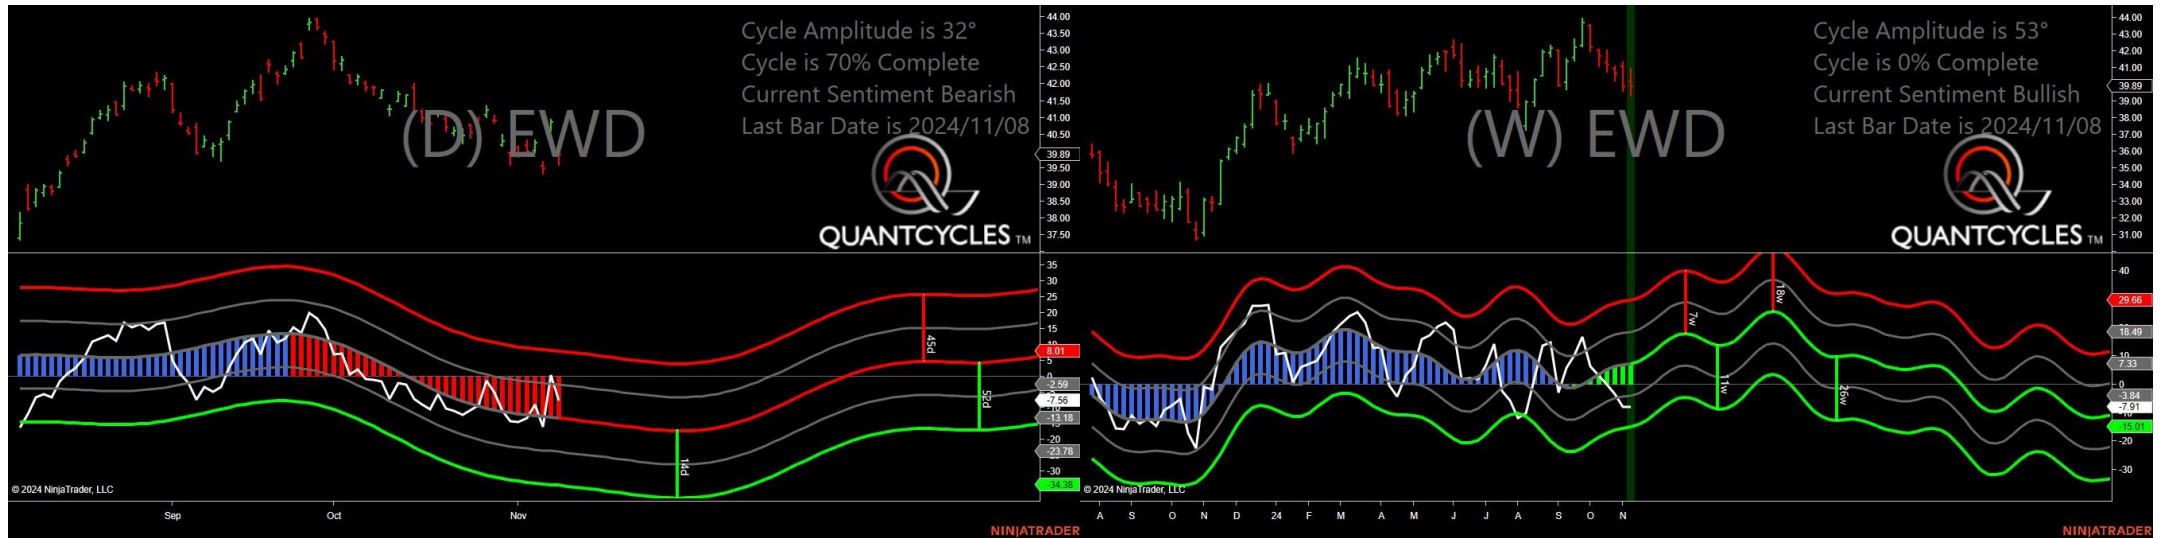 Cycle Amplitude is 32°
Cycle is 70% Complete
Current Sentiment Bearish
Last Bar Date is 2024/11/08
(D) EWD
QUANTCYCLES TM
44.00
43.50
43.00
42.50
42.00
41.50
41.00
40.50
39.89
39.50
39.00
38.50
38.00
37.50
35
30
25
20
15
8.01
5
0
-2.59
-7.56
-13.18
-20
-23.78
-30
-34.38
45d
52d
14d
© 2024 NinjaTrader, LLC
Sep
Oct
Nov
NINJATRADER
Cycle Amplitude is 53°
Cycle is 0% Complete
Current Sentiment Bullish
Last Bar Date is 2024/11/08
(W) EWD
QUANTCYCLES TM
44.00
43.00
42.00
41.00
39.89
39.00
38.00
37.00
36.00
35.00
34.00
33.00
32.00
31.00
40
29.66
18.49
10
7.33
0
-3.84
-7.91
-15.01
-20
-30
7w
18w
11w
26w
© 2024 NinjaTrader, LLC
A S O N D 24 F M A M J J A S O N
NINJATRADER